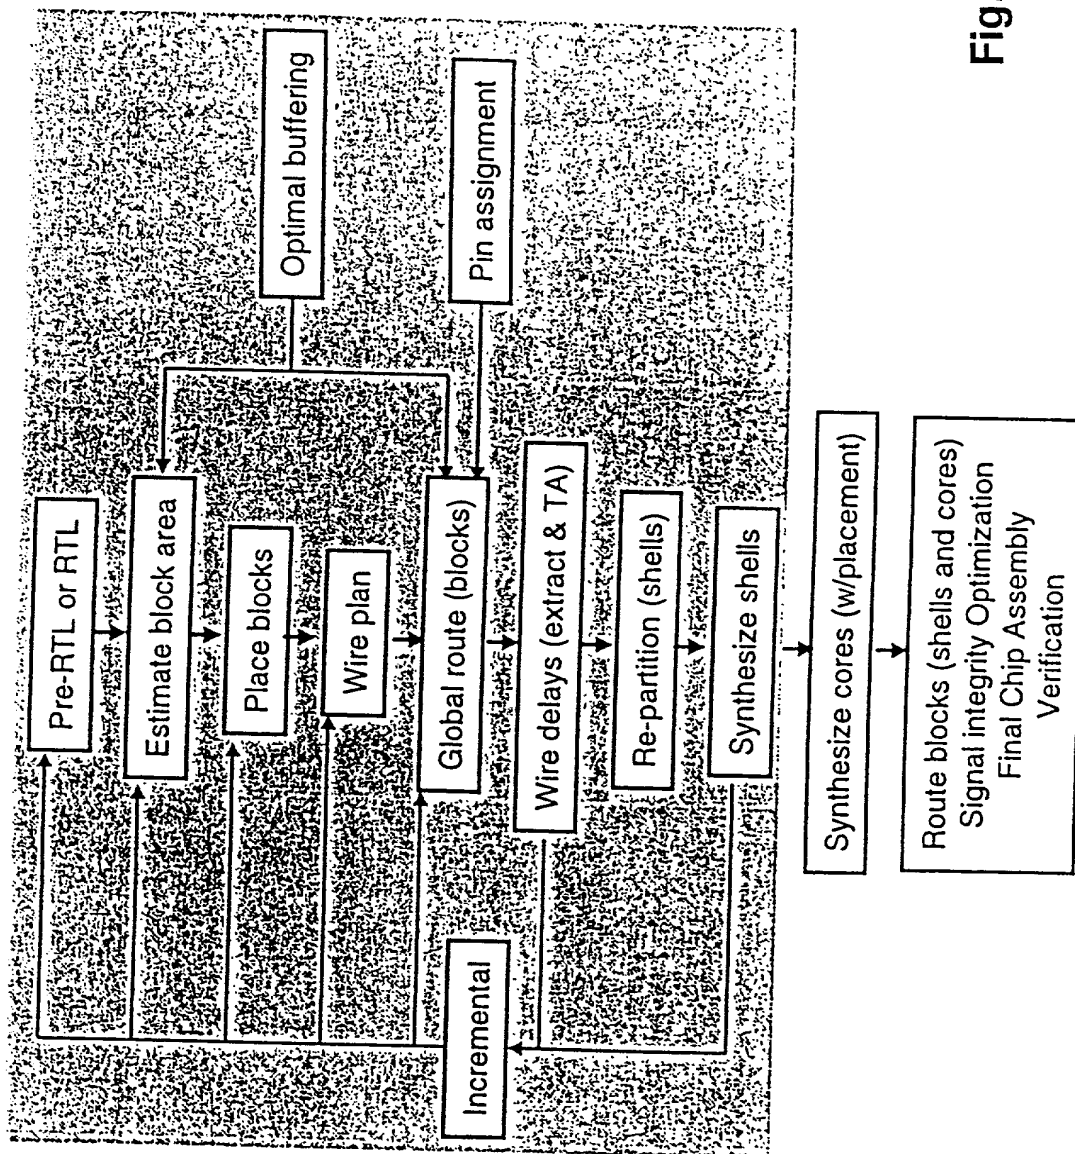 Pre-RTL or RTL
Estimate block area
Optimal buffering
Place blocks
Wire plan
Global route (blocks)
Pin assignment
Wire delays (extract & TA)
Re-partition (shells)
Incremental
Synthesize shells
Synthesize cores (w/placement)
Route blocks (shells and cores)
Signal integrity Optimization
Final Chip Assembly
Verification
Fig.